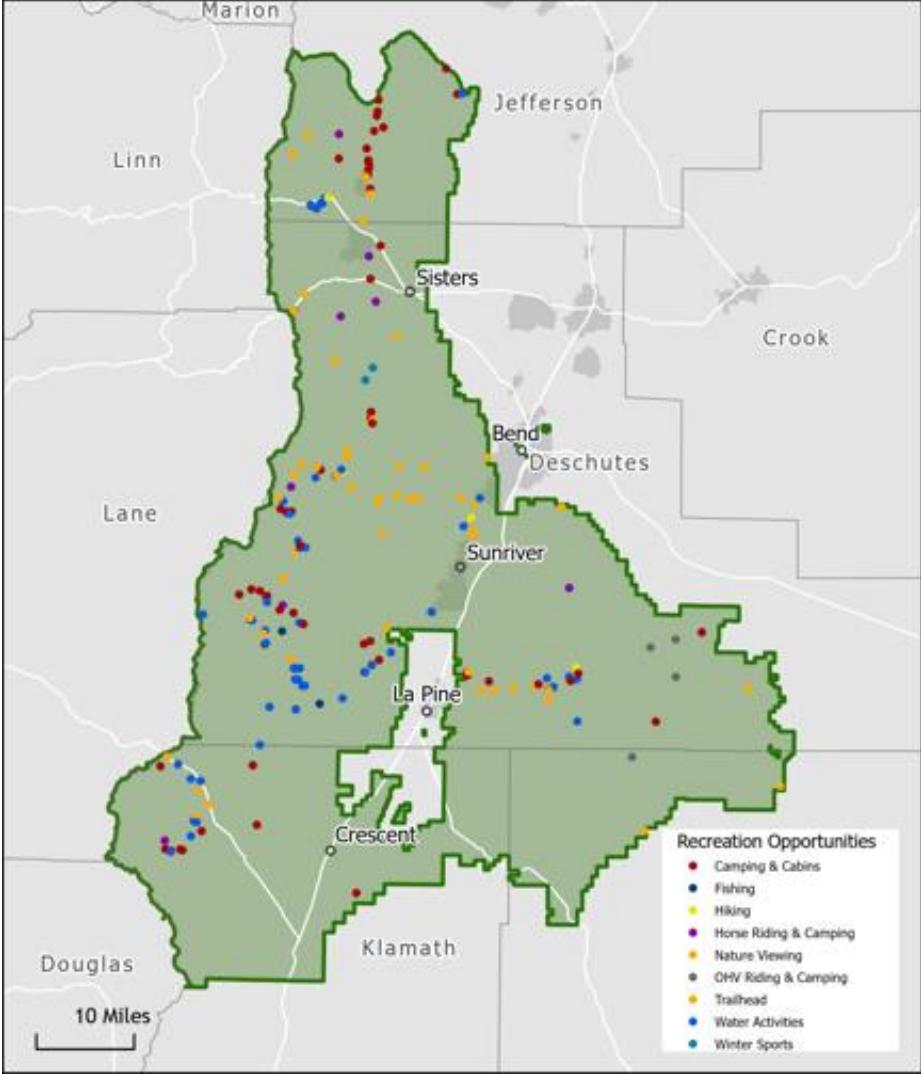 Marion
Jefferson
Linn
Sisters
Crook
Bend
Deschutes
Lane
Sunriver
La Pine
Crescent
Klamath
Douglas
10 Miles
Recreation Opportunities
Camping & Cabins
Fishing
Hiking
Horse Riding & Camping
Nature Viewing
OHV Riding & Camping
Trailhead
Water Activities
Winter Sports